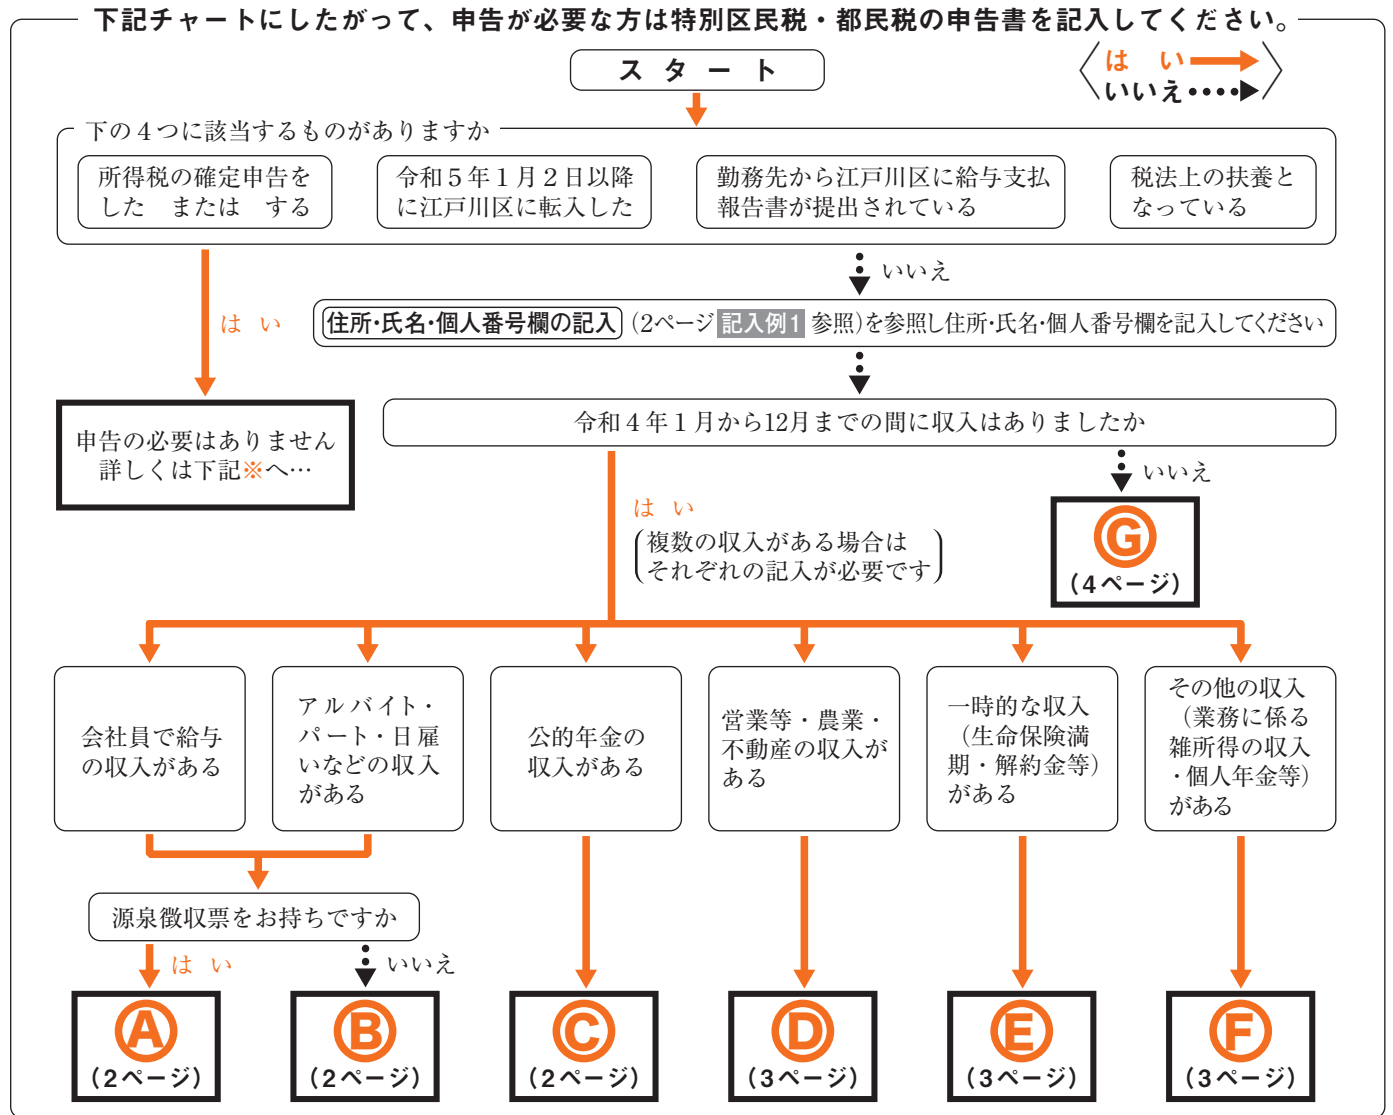 下記チャートにしたがって、申告が必要な方は特別区民税・都民税の申告書を記入してください。
スタート
はい
いいえ
下の4つに該当するものがありますか
所得税の確定申告を
した または する
令和5年1月2日以降
に江戸川区に転入した
勤務先から江戸川区に給与支払
報告書が提出されている
税法上の扶養と
なっている
はい
いいえ
住所・氏名・個人番号欄の記入 (2ページ 記入例1 参照)を参照し住所・氏名・個人番号欄を記入してください
申告の必要はありません
詳しくは下記※へ…
令和4年1月から12月までの間に収入はありましたか
はい
(複数の収入がある場合は
それぞれの記入が必要です)
いいえ
G
(4ページ)
会社員で給与
の収入がある
アルバイト・
パート・日雇
いなどの収入
がある
公的年金の
収入がある
営業等・農業・
不動産の収入が
ある
一時的な収入
(生命保険満
期・解約金等)
がある
その他の収入
(業務に係る
雑所得の収入
・個人年金等)
がある
源泉徴収票をお持ちですか
はい
いいえ
A
(2ページ)
B
(2ページ)
C
(2ページ)
D
(3ページ)
E
(3ページ)
F
(3ページ)